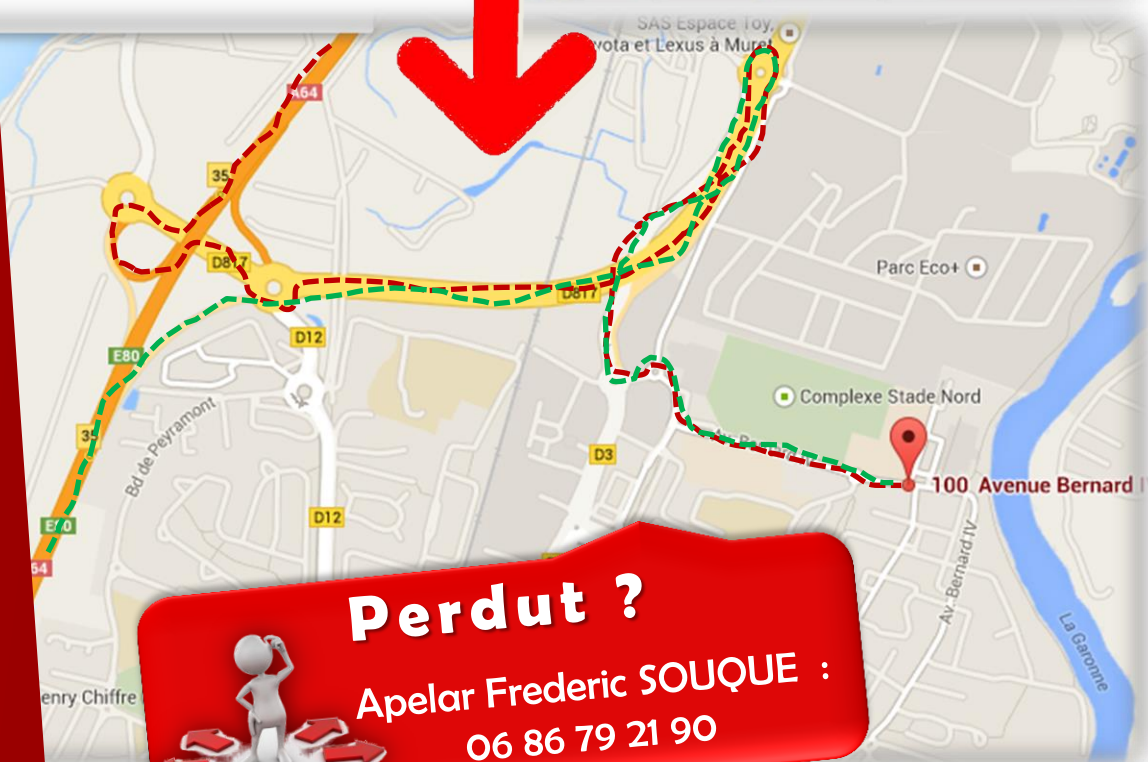 SAS Espace Toy,
yota et Lexus à Muret
A64
35
D817
D817
Parc Eco+
D12
E80
Complexe Stade Nord
35
Bd de Peyramont
D3
100 Avenue Bernard I
D12
E80
64
Av. Bernard IV
La Garonne
Perdut ?
Apelar Frederic SOUQUE :
06 86 79 21 90
enry Chiffre